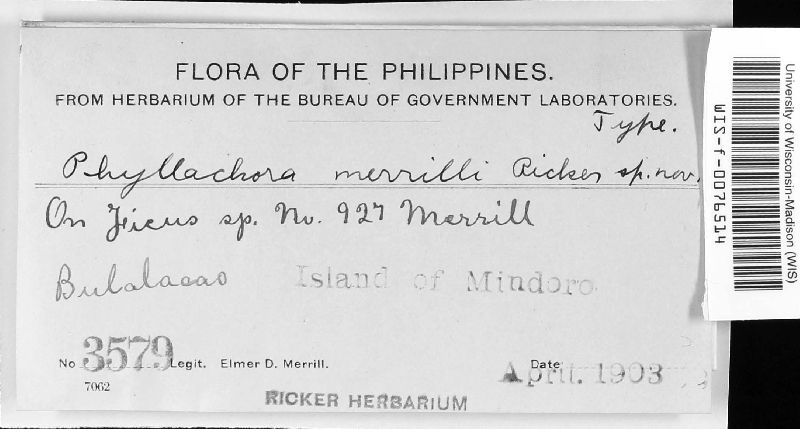 FLORA OF THE PHILIPPINES.
FROM HERBARIUM OF THE BUREAU OF GOVERNMENT LABORATORIES.
Type.
Phyllachora merrilli Ricker sp. nov.
On Ficus sp. No. 927 Merrill
Bulalacao Island of Mindoro
No 3579 Legit. Elmer D. Merrill. Date April. 1903
7062
RICKER HERBARIUM
University of Wisconsin-Madison (WIS)
WIS-f-0076514